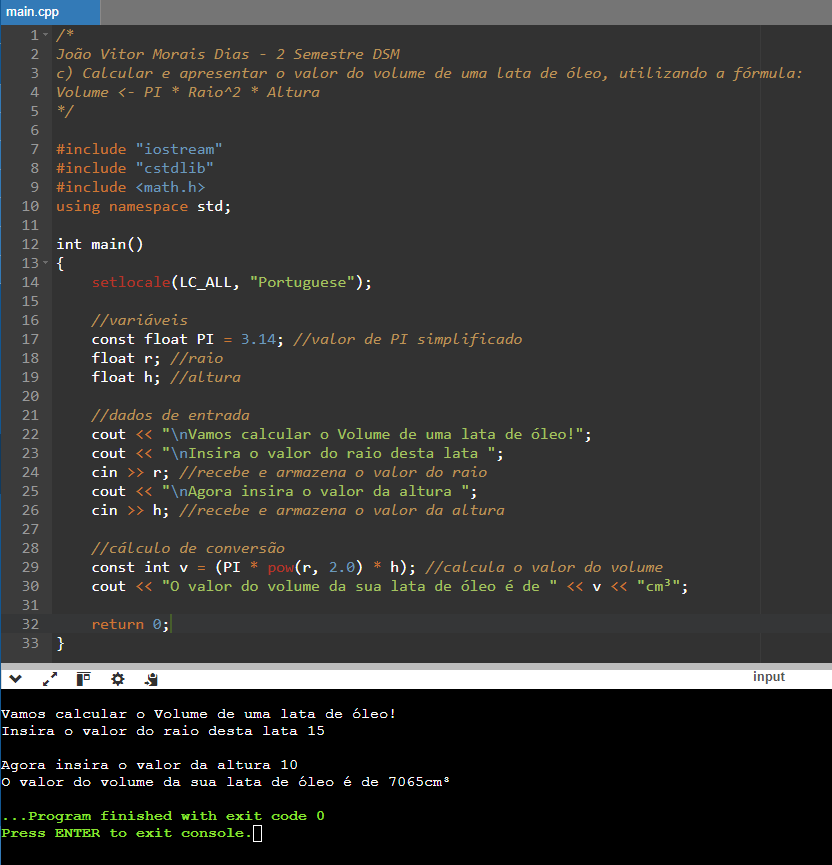 main.cpp
1 /*
2 João Vitor Morais Dias - 2 Semestre DSM
3 c) Calcular e apresentar o valor do volume de uma lata de óleo, utilizando a fórmula:
4 Volume <- PI * Raio^2 * Altura
5 */
6
7 #include "iostream"
8 #include "cstdlib"
9 #include <math.h>
10 using namespace std;
11
12 int main()
13 {
14     setlocale(LC_ALL, "Portuguese");
15
16     //variáveis
17     const float PI = 3.14; //valor de PI simplificado
18     float r; //raio
19     float h; //altura
20
21     //dados de entrada
22     cout << "\nVamos calcular o Volume de uma lata de óleo!";
23     cout << "\nInsira o valor do raio desta lata ";
24     cin >> r; //recebe e armazena o valor do raio
25     cout << "\nAgora insira o valor da altura ";
26     cin >> h; //recebe e armazena o valor da altura
27
28     //cálculo de conversão
29     const int v = (PI * pow(r, 2.0) * h); //calcula o valor do volume
30     cout << "O valor do volume da sua lata de óleo é de " << v << "cm³";
31
32     return 0;
33 }
input
Vamos calcular o Volume de uma lata de óleo!
Insira o valor do raio desta lata 15
Agora insira o valor da altura 10
O valor do volume da sua lata de óleo é de 7065cm³
...Program finished with exit code 0
Press ENTER to exit console.